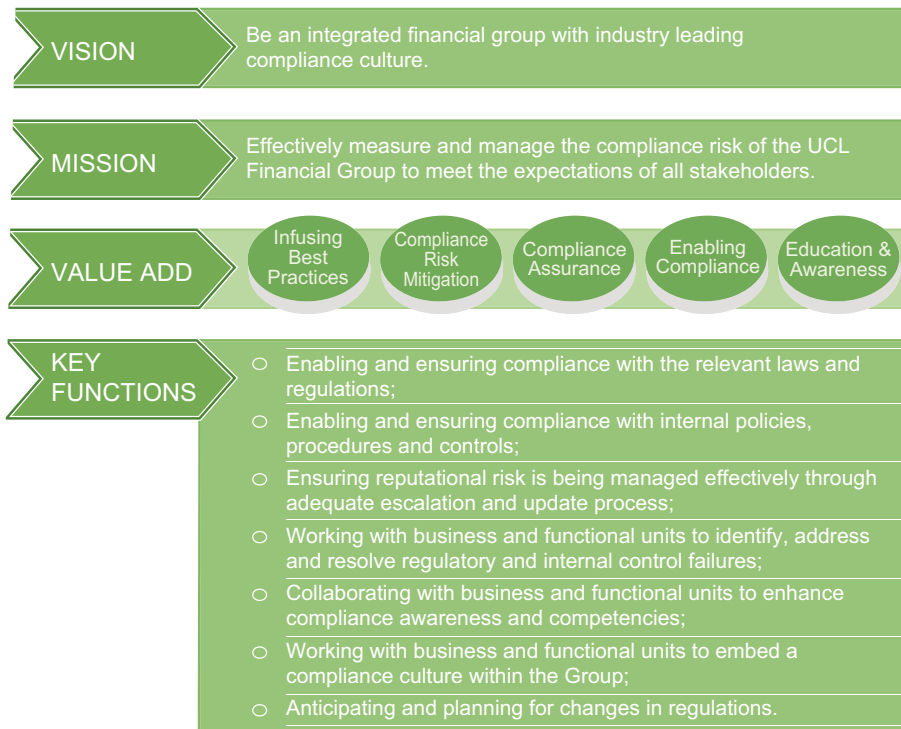 VISION
Be an integrated financial group with industry leading
compliance culture.
MISSION
Effectively measure and manage the compliance risk of the UCL
Financial Group to meet the expectations of all stakeholders.
VALUE ADD
Infusing
Best
Practices
Compliance
Risk
Mitigation
Compliance
Assurance
Enabling
Compliance
Education &
Awareness
KEY
FUNCTIONS
○ Enabling and ensuring compliance with the relevant laws and
regulations;
○ Enabling and ensuring compliance with internal policies,
procedures and controls;
○ Ensuring reputational risk is being managed effectively through
adequate escalation and update process;
○ Working with business and functional units to identify, address
and resolve regulatory and internal control failures;
○ Collaborating with business and functional units to enhance
compliance awareness and competencies;
○ Working with business and functional units to embed a
compliance culture within the Group;
○ Anticipating and planning for changes in regulations.